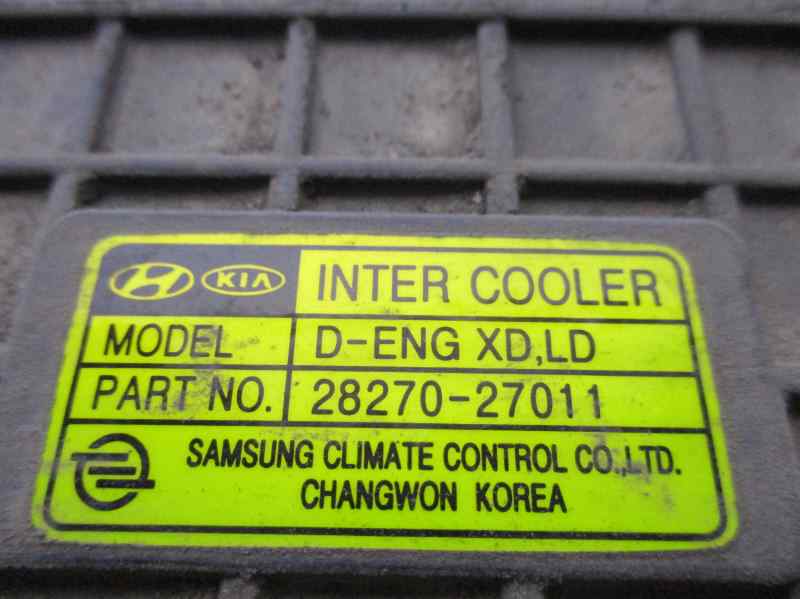 KIA INTER COOLER
MODEL D-ENG XD,LD
PART NO. 28270-27011
SAMSUNG CLIMATE CONTROL CO.,LTD.
CHANGWON KOREA